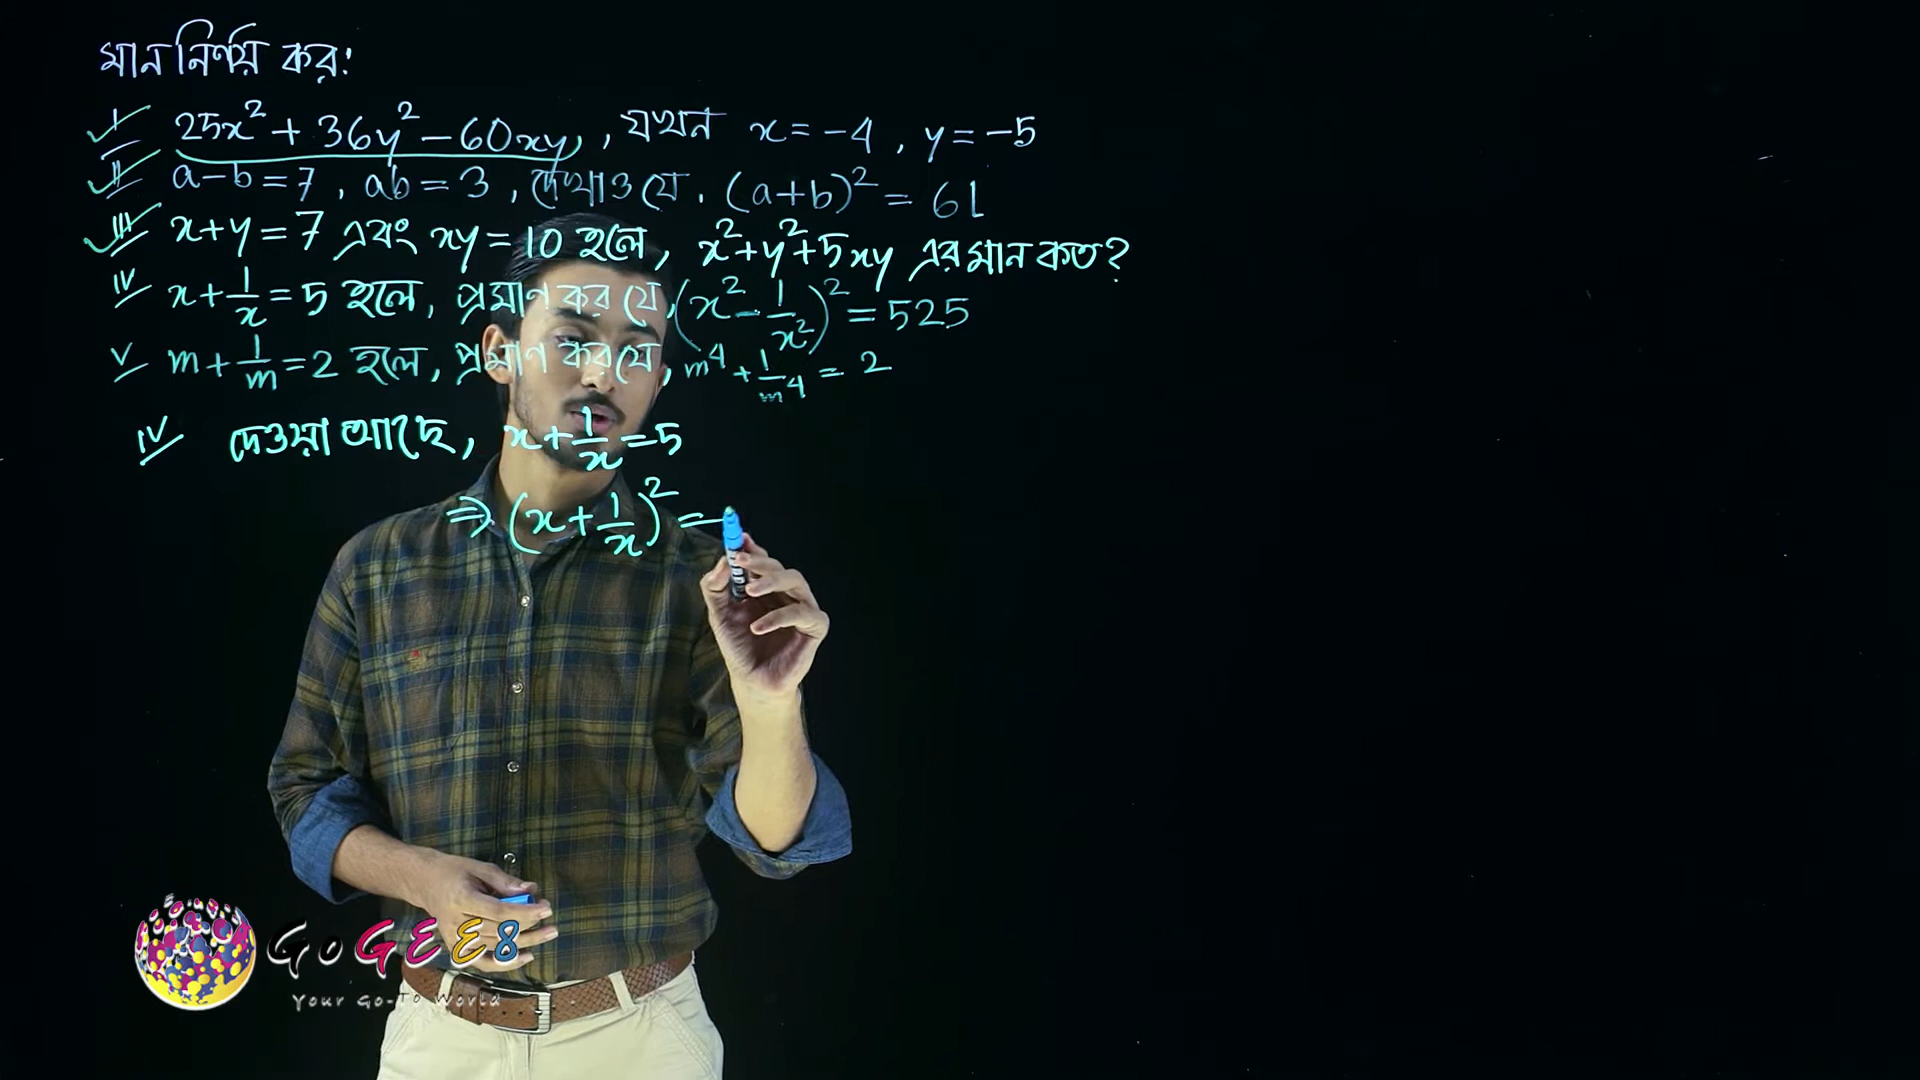 মান নির্ণয় কর:
I 25x² + 36y² - 60xy, যখন x = -4, y = -5
II a-b = 7, ab = 3, দেখাও যে, (a+b)² = 61
III x+y = 7 এবং xy = 10 হলে, x²+y²+5xy এর মান কত?
IV x + 1/x = 5 হলে, প্রমাণ কর যে, (x² - 1/x²)² = 525
V m + 1/m = 2 হলে, প্রমাণ কর যে, m⁴ + 1/m⁴ = 2
IV দেওয়া আছে, x + 1/x = 5
⇒ (x + 1/x)² =
GoGEE8
Your Go-To World